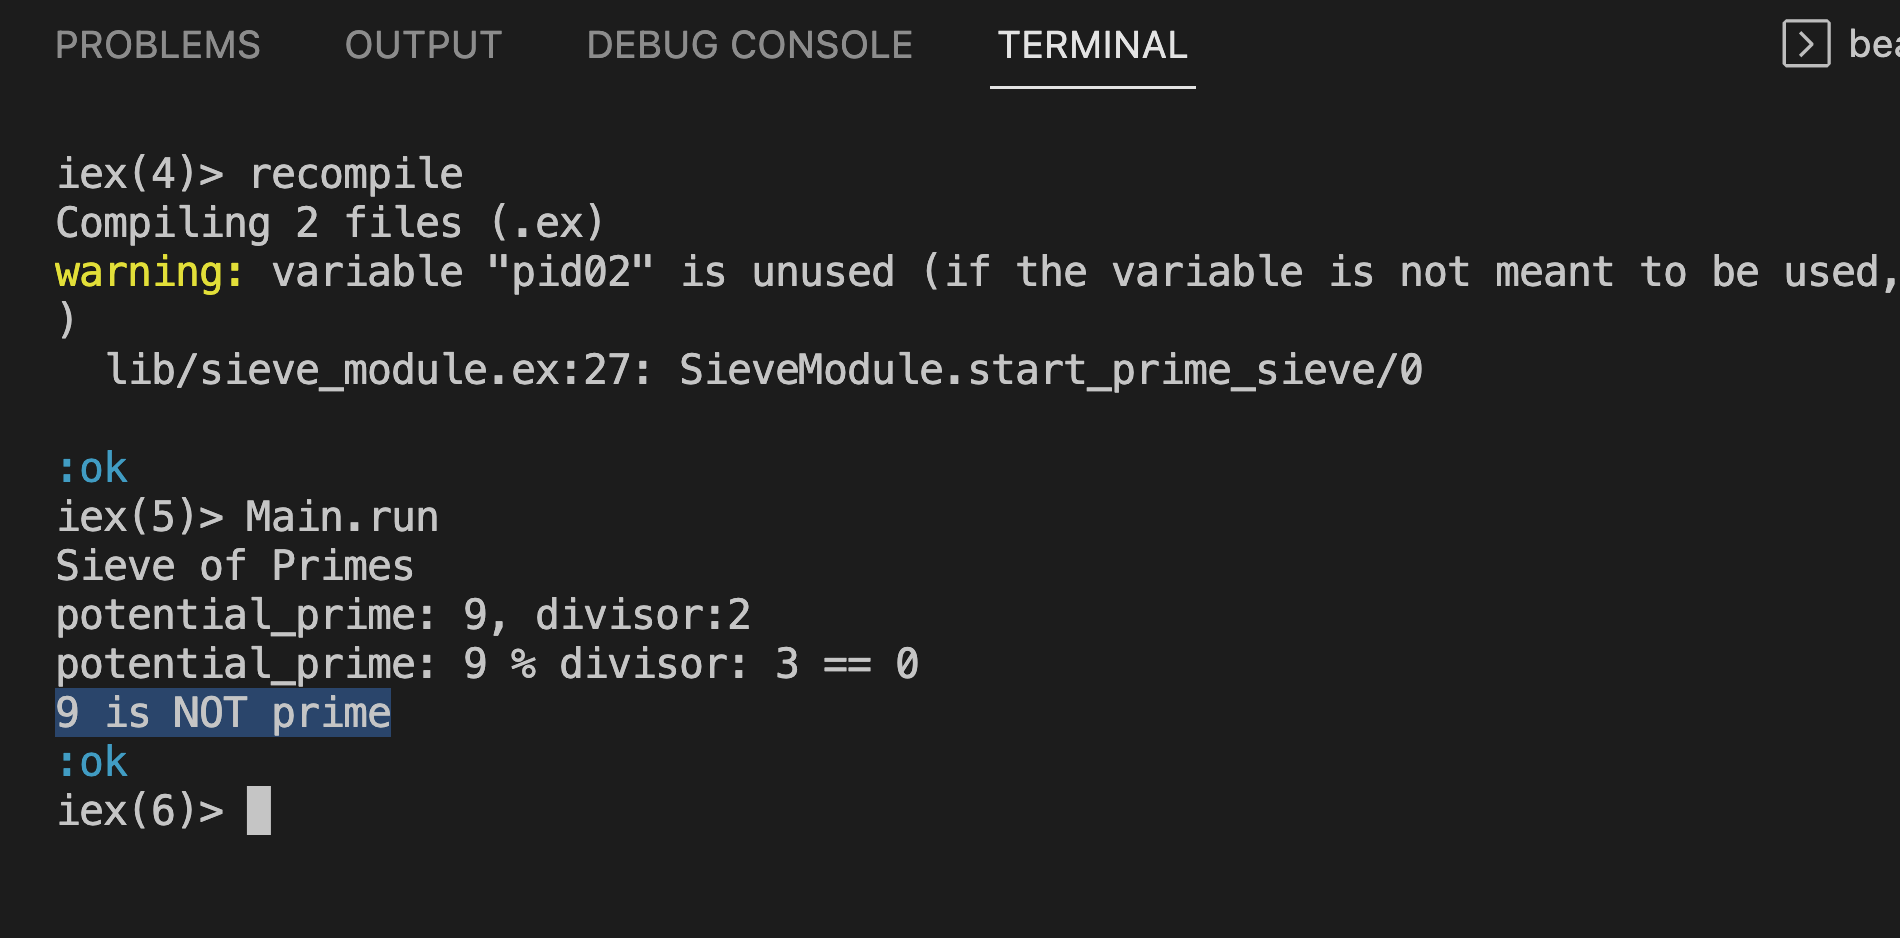 PROBLEMS OUTPUT DEBUG CONSOLE TERMINAL
iex(4)> recompile
Compiling 2 files (.ex)
warning: variable "pid02" is unused (if the variable is not meant to be used,
)
lib/sieve_module.ex:27: SieveModule.start_prime_sieve/0
:ok
iex(5)> Main.run
Sieve of Primes
potential_prime: 9, divisor:2
potential_prime: 9 % divisor: 3 == 0
9 is NOT prime
:ok
iex(6)>